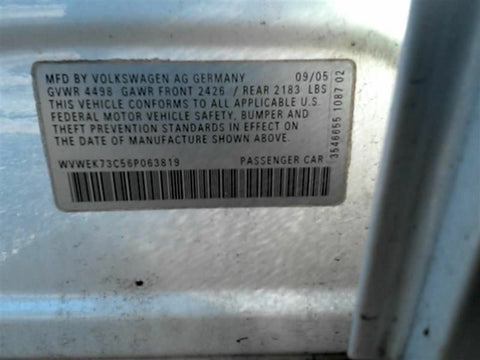 MFD BY VOLKSWAGEN AG GERMANY 09/05
GVWR 4498 GAWR FRONT 2426 / REAR 2183 LBS
THIS VEHICLE CONFORMS TO ALL APPLICABLE U.S.
FEDERAL MOTOR VEHICLE SAFETY, BUMPER AND
THEFT PREVENTION STANDARDS IN EFFECT ON
THE DATE OF MANUFACTURE SHOWN ABOVE.
WVWEK73C56P063819 PASSENGER CAR
3546655 1087 02